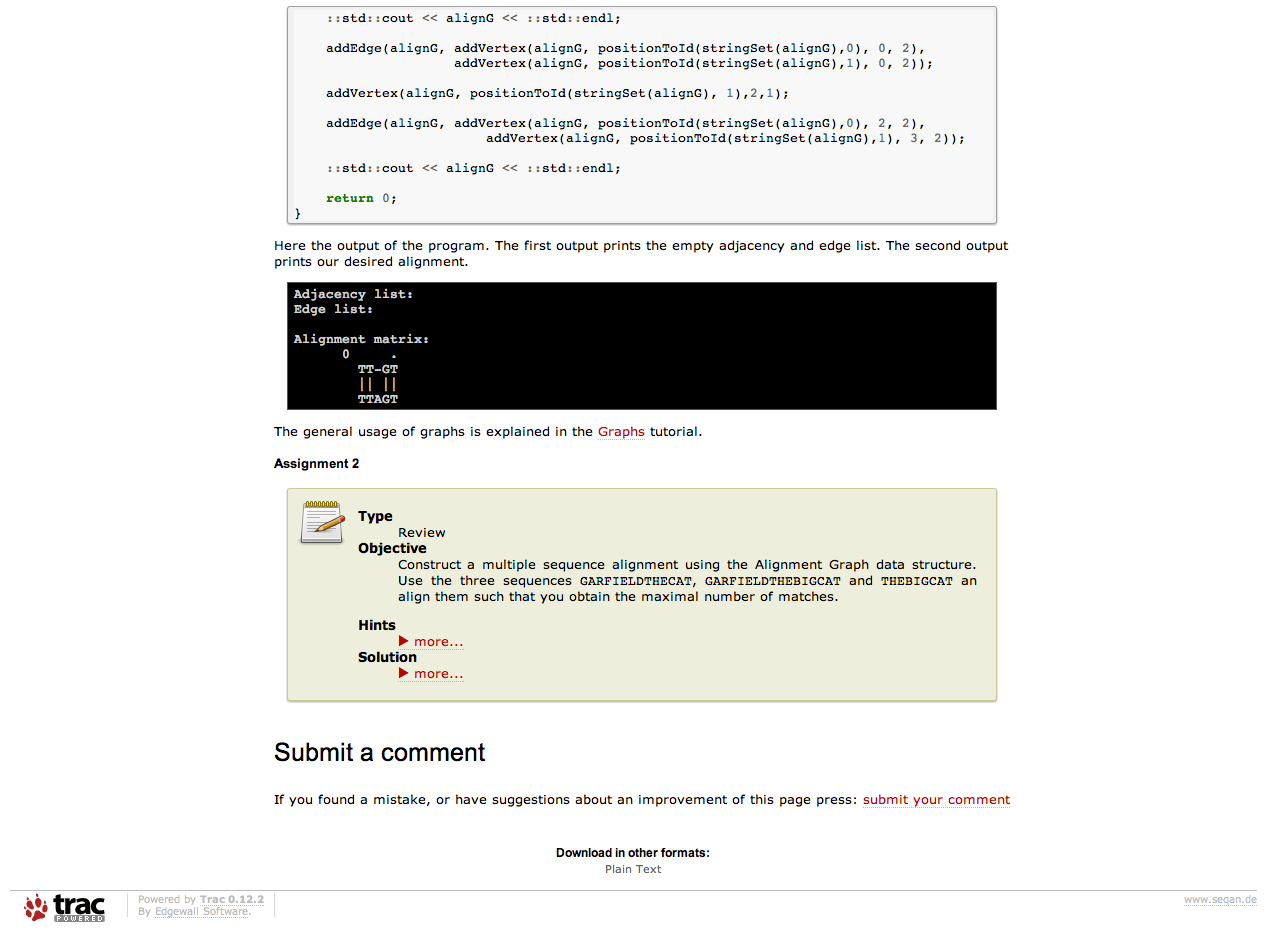 ::std::cout << alignG << ::std::endl;
addEdge(alignG, addVertex(alignG, positionToId(stringSet(alignG),0), 0, 2),
addVertex(alignG, positionToId(stringSet(alignG),1), 0, 2));
addVertex(alignG, positionToId(stringSet(alignG), 1),2,1);
addEdge(alignG, addVertex(alignG, positionToId(stringSet(alignG),0), 2, 2),
addVertex(alignG, positionToId(stringSet(alignG),1), 3, 2));
::std::cout << alignG << ::std::endl;
return 0;
}
Here the output of the program. The first output prints the empty adjacency and edge list. The second output
prints our desired alignment.
Adjacency list:
Edge list:
Alignment matrix:
0     .
TT-GT
|| ||
TTAGT
The general usage of graphs is explained in the Graphs tutorial.
Assignment 2
Type
Review
Objective
Construct a multiple sequence alignment using the Alignment Graph data structure.
Use the three sequences GARFIELDTHECAT, GARFIELDTHEBIGCAT and THEBIGCAT an
align them such that you obtain the maximal number of matches.
Hints
▶ more...
Solution
▶ more...
Submit a comment
If you found a mistake, or have suggestions about an improvement of this page press: submit your comment
Download in other formats:
Plain Text
trac POWERED
Powered by Trac 0.12.2
By Edgewall Software.
www.seqan.de